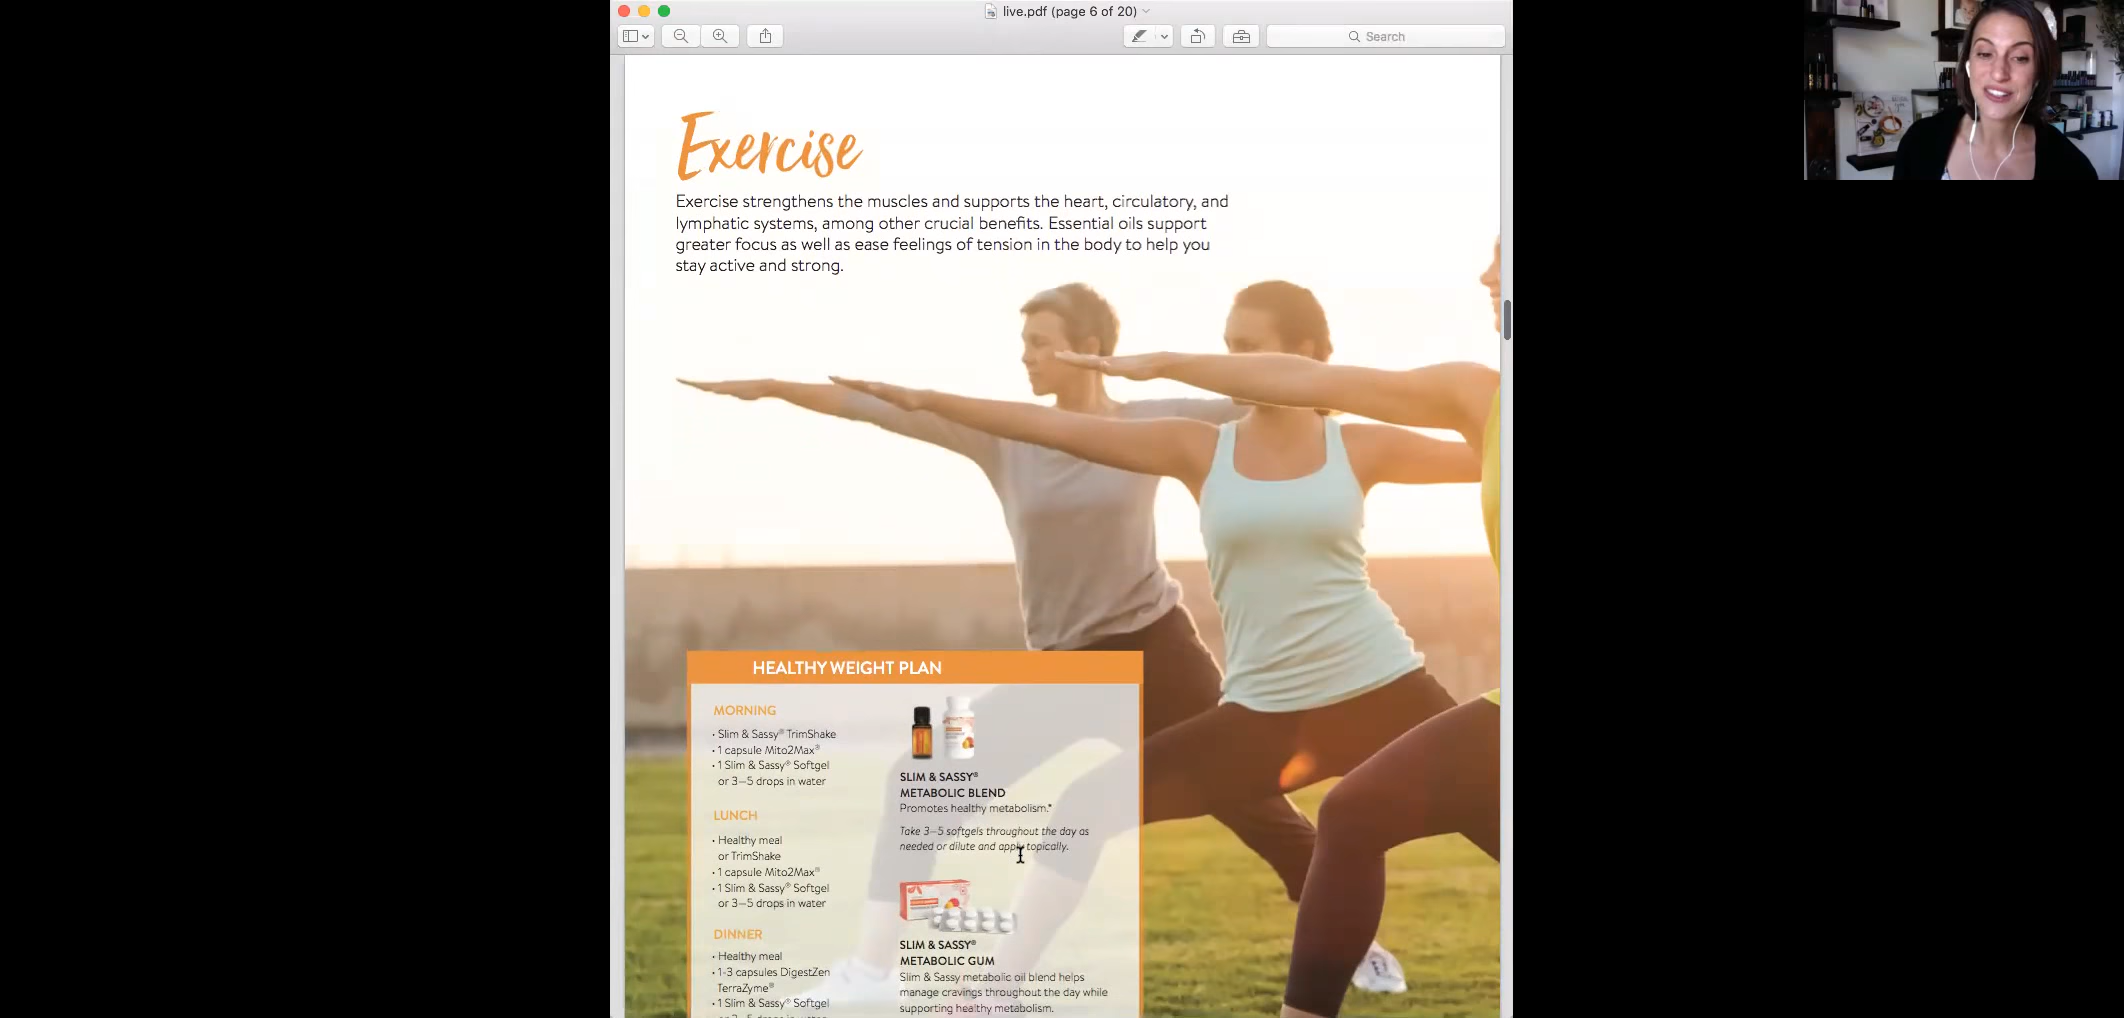 live.pdf (page 6 of 20)
Search
Exercise
Exercise strengthens the muscles and supports the heart, circulatory, and
lymphatic systems, among other crucial benefits. Essential oils support
greater focus as well as ease feelings of tension in the body to help you
stay active and strong.
HEALTHY WEIGHT PLAN
MORNING
• Slim & Sassy® TrimShake
• 1 capsule Mito2Max®
• 1 Slim & Sassy® Softgel
or 3–5 drops in water
LUNCH
• Healthy meal
or TrimShake
• 1 capsule Mito2Max®
• 1 Slim & Sassy® Softgel
or 3–5 drops in water
DINNER
• Healthy meal
• 1-3 capsules DigestZen
TerraZyme®
• 1 Slim & Sassy® Softgel
or 3–5 drops in water
SLIM & SASSY®
METABOLIC BLEND
Promotes healthy metabolism.*
Take 3–5 softgels throughout the day as
needed or dilute and apply topically.
SLIM & SASSY®
METABOLIC GUM
Slim & Sassy metabolic oil blend helps
manage cravings throughout the day while
supporting healthy metabolism.